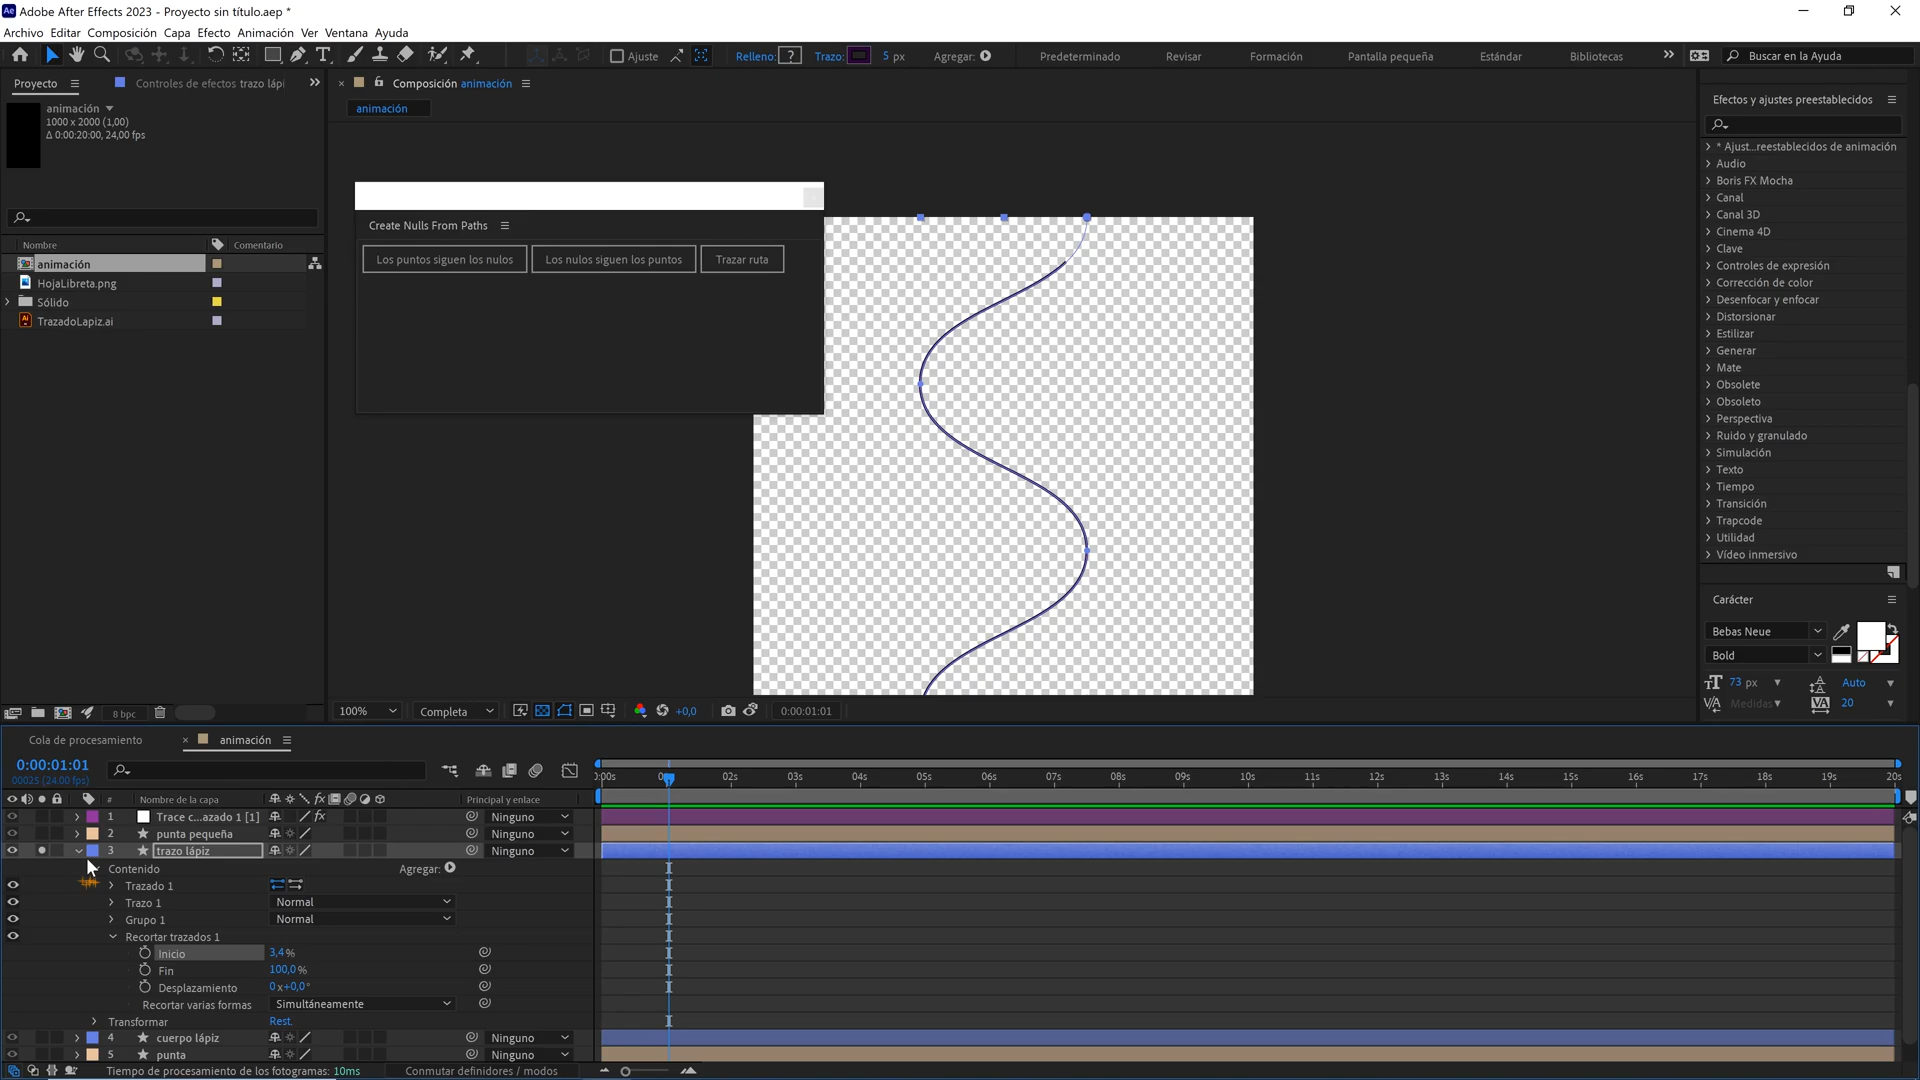 Adobe After Effects 2023 - Proyecto sin título.aep *
Archivo Editar Composición Capa Efecto Animación Ver Ventana Ayuda
Ajuste Relleno: ? Trazo: 5 px Agregar: Predeterminado Revisar Formación Pantalla pequeña Estándar Bibliotecas Buscar en la Ayuda
Proyecto Controles de efectos trazo lápi
Composición animación
animación
animación
1000 x 2000 (1,00)
Δ 0:00:20:00, 24,00 fps
Nombre Comentario
animación
HojaLibreta.png
Sólido
TrazadoLapiz.ai
8 bpc
Create Nulls From Paths
Los puntos siguen los nulos Los nulos siguen los puntos Trazar ruta
100% Completa +0,0 0:00:01:01
Efectos y ajustes preestablecidos
* Ajust...reestablecidos de animación
Audio
Boris FX Mocha
Canal
Canal 3D
Cinema 4D
Clave
Controles de expresión
Corrección de color
Desenfocar y enfocar
Distorsionar
Estilizar
Generar
Mate
Obsolete
Obsoleto
Perspectiva
Ruido y granulado
Simulación
Texto
Tiempo
Transición
Trapcode
Utilidad
Vídeo inmersivo
Carácter
Bebas Neue
Bold
73 px Auto
Medidas 20
Cola de procesamiento animación
0:00:01:01
00025 (24.00 fps)
# Nombre de la capa Principal y enlace
0:00s 02s 03s 04s 05s 06s 07s 08s 09s 10s 11s 12s 13s 14s 15s 16s 17s 18s 19s 20s
1 Trace c...azado 1 [1] Ninguno
2 punta pequeña Ninguno
3 trazo lápiz Ninguno
Contenido Agregar:
Trazado 1
Trazo 1 Normal
Grupo 1 Normal
Recortar trazados 1
Inicio 3,4%
Fin 100,0%
Desplazamiento 0x+0,0°
Recortar varias formas Simultáneamente
Transformar Rest.
4 cuerpo lápiz Ninguno
5 punta Ninguno
Tiempo de procesamiento de los fotogramas: 10ms Conmutar definidores / modos